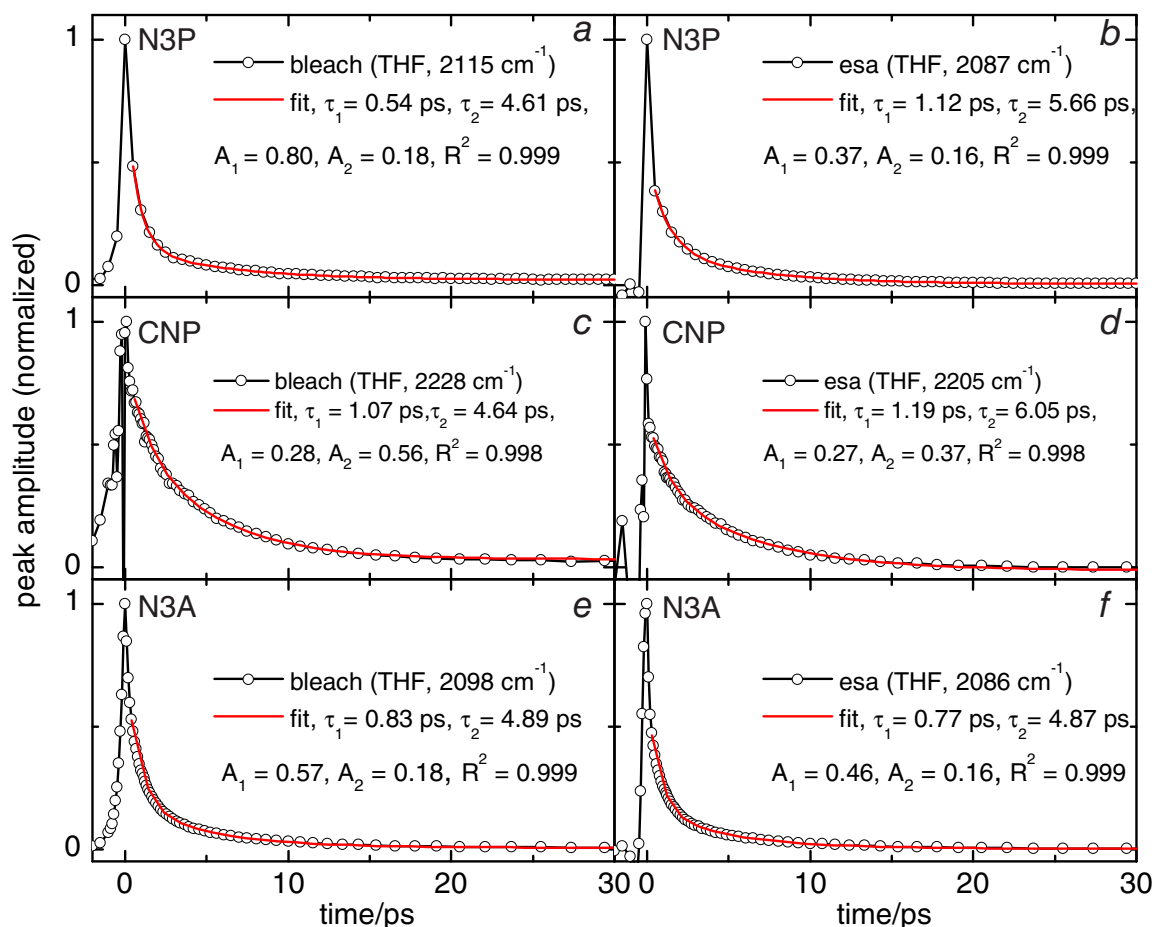 peak amplitude (normalized)
1
0
N3P
a
bleach (THF, 2115 cm⁻¹)
fit, τ₁= 0.54 ps, τ₂= 4.61 ps,
A₁ = 0.80, A₂ = 0.18, R² = 0.999
N3P
b
esa (THF, 2087 cm⁻¹)
fit, τ₁= 1.12 ps, τ₂= 5.66 ps,
A₁ = 0.37, A₂ = 0.16, R² = 0.999
1
0
CNP
c
bleach (THF, 2228 cm⁻¹)
fit, τ₁ = 1.07 ps,τ₂= 4.64 ps,
A₁ = 0.28, A₂ = 0.56, R² = 0.998
CNP
d
esa (THF, 2205 cm⁻¹)
fit, τ₁= 1.19 ps, τ₂= 6.05 ps,
A₁ = 0.27, A₂ = 0.37, R² = 0.998
1
0
N3A
e
bleach (THF, 2098 cm⁻¹)
fit, τ₁= 0.83 ps, τ₂= 4.89 ps
A₁ = 0.57, A₂ = 0.18, R² = 0.999
N3A
f
esa (THF, 2086 cm⁻¹)
fit, τ₁= 0.77 ps, τ₂= 4.87 ps,
A₁ = 0.46, A₂ = 0.16, R² = 0.999
0 10 20 30 0 10 20 30
time/ps time/ps